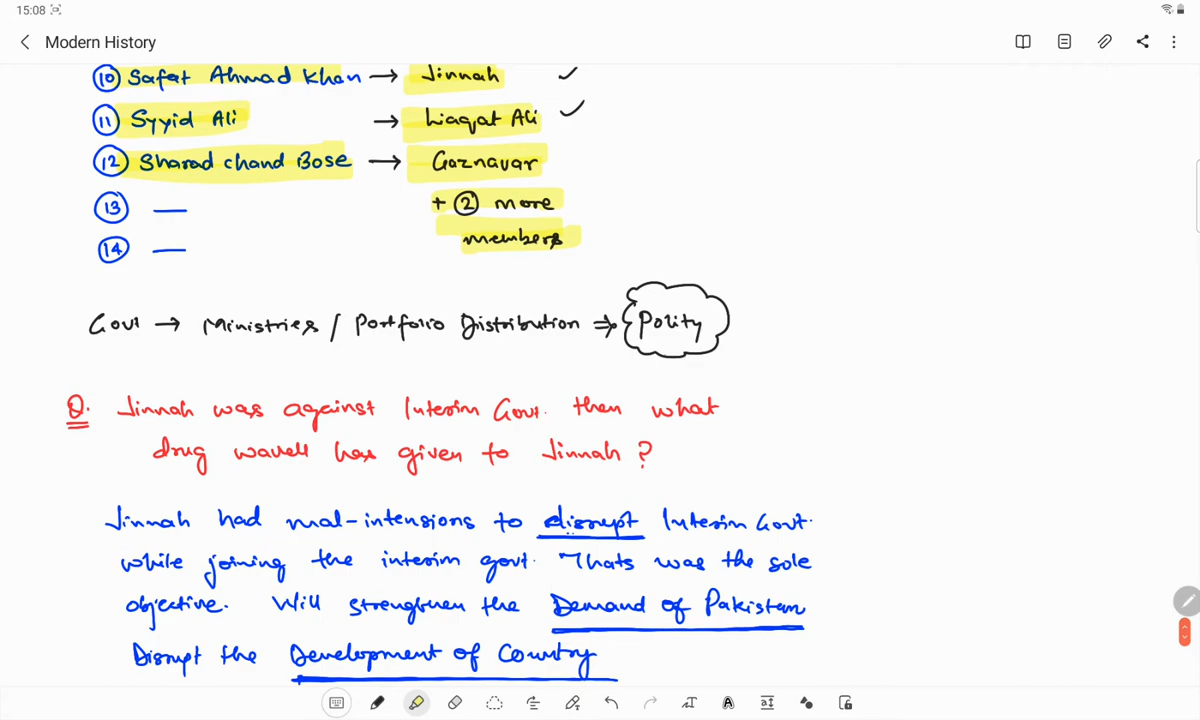 15:08
Modern History
10 Safat Ahmad Khan → Jinnah ✓
11 Syyid Ali → Liaqat Ali ✓
12 Sharad chand Bose → Gaznavar
13 — + 2 more
14 — members
Govt → Ministries / Portfolio Distribution ⇒ Polity
Q. Jinnah was against Interim Govt. then what
drug wavell has given to Jinnah?
Jinnah had mal-intensions to disrupt Interim Govt.
while joining the interim govt. Thats was the sole
objective. Will strengthen the Demand of Pakistan
Disrupt the Development of Country